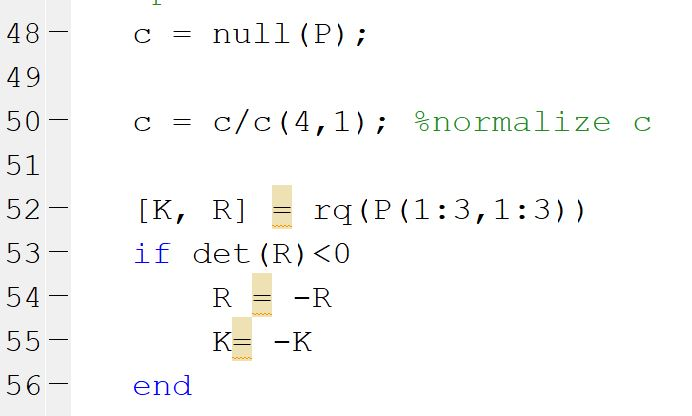 48 c = null(P);
49
50 c = c/c(4,1); %normalize c
51
52 [K, R] = rq(P(1:3,1:3))
53 if det(R)<0
54 R = -R
55 K= -K
56 end